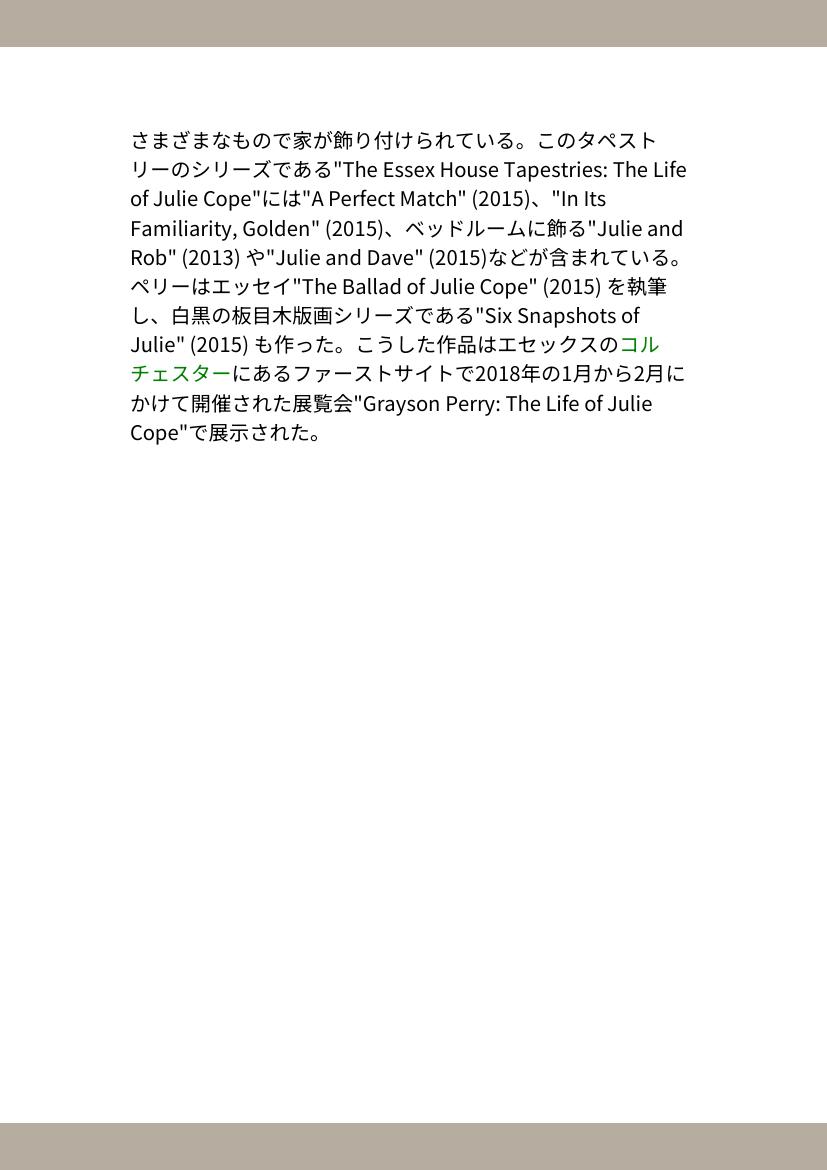 さまざまなもので家が飾り付けられている。このタペスト
リーのシリーズである"The Essex House Tapestries: The Life
of Julie Cope"には"A Perfect Match" (2015)、"In Its
Familiarity, Golden" (2015)、ベッドルームに飾る"Julie and
Rob" (2013) や"Julie and Dave" (2015)などが含まれている。
ペリーはエッセイ"The Ballad of Julie Cope" (2015) を執筆
し、白黒の板目木版画シリーズである"Six Snapshots of
Julie" (2015) も作った。こうした作品はエセックスのコル
チェスターにあるファーストサイトで2018年の1月から2月に
かけて開催された展覧会"Grayson Perry: The Life of Julie
Cope"で展示された。